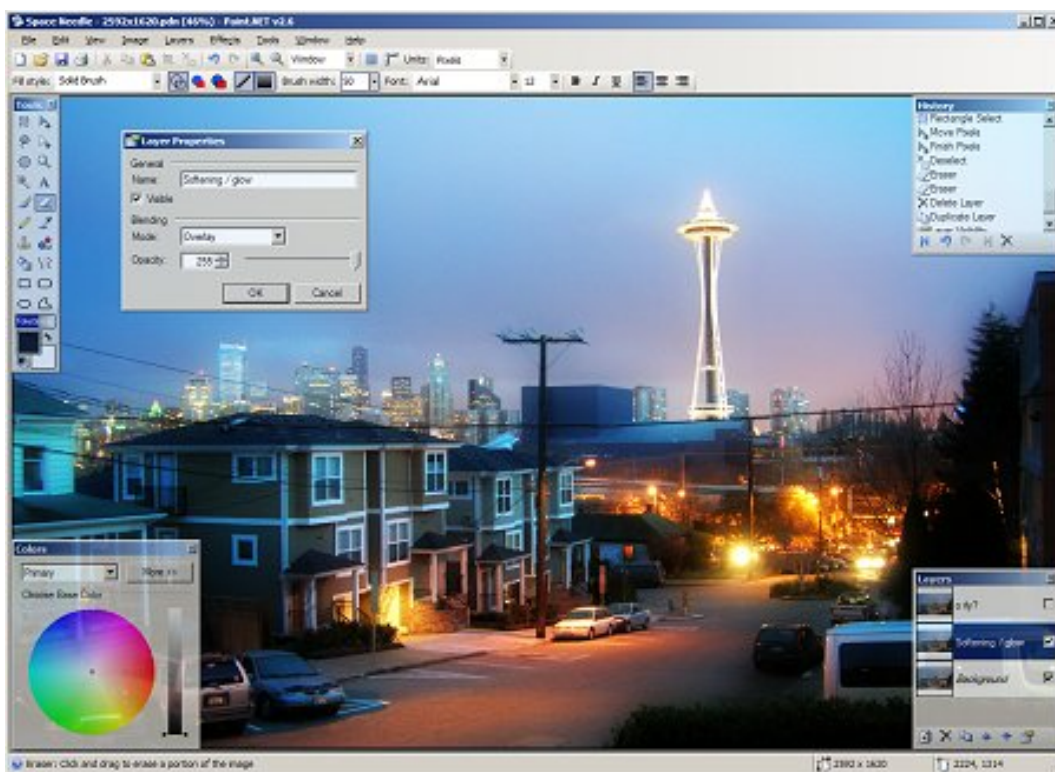 Space Needle - 2592x1620.pdn (46%) - Paint.NET v2.6
File Edit View Image Layers Effects Tools Window Help
Window Units: Pixels
Fill style: Solid Brush Brush width: 50 Font: Arial 12 B I U
Tools
Layer Properties
General
Name: Softening / glow
Visible
Blending
Mode: Overlay
Opacity: 255
OK Cancel
History
Rectangle Select
Move Pixels
Finish Pixels
Deselect
Eraser
Eraser
Delete Layer
Duplicate Layer
Layer Visibility
Colors
Primary More >>
Choose Base Color
Layers
Softening / glow
Background
Eraser: Click and drag to erase a portion of the image
2592 x 1620
2224, 1314